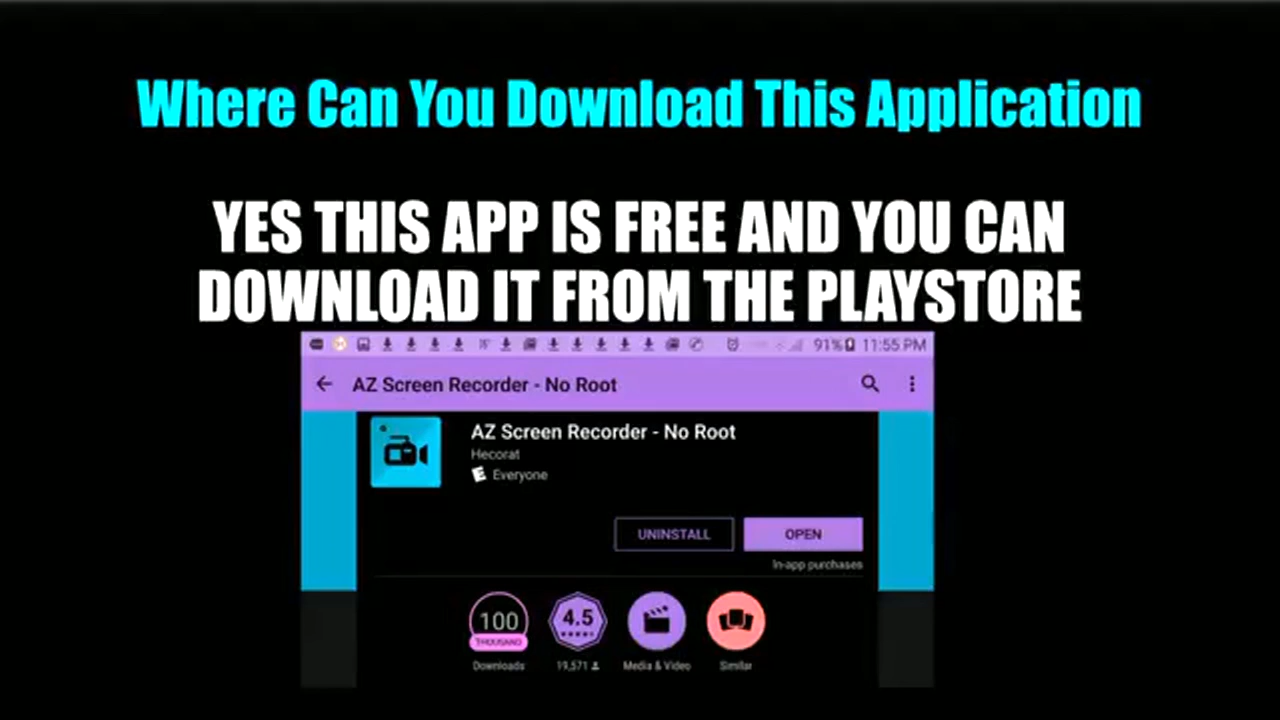 Where Can You Download This Application
YES THIS APP IS FREE AND YOU CAN
DOWNLOAD IT FROM THE PLAYSTORE
91% 11:55 PM
AZ Screen Recorder - No Root
AZ Screen Recorder - No Root
Hecorat
E Everyone
UNINSTALL OPEN
In-app purchases
100 4.5
THOUSAND
Downloads 19,571 Media & Video Similar